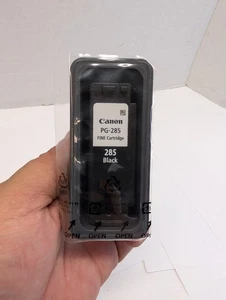 Canon
PG-285
FINE Cartridge
285
Black
OPEN OPEN OPEN